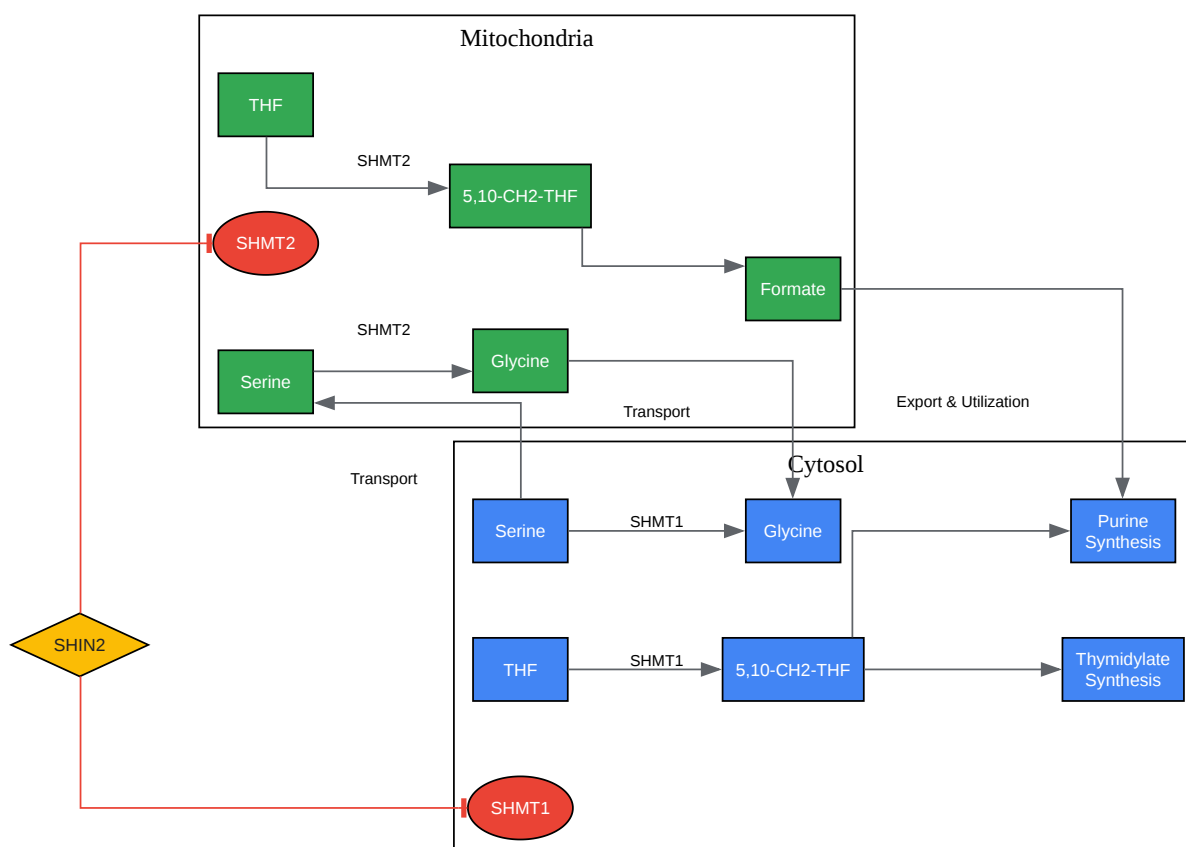 Mitochondria
THF
SHMT2
5,10-CH2-THF
SHMT2
Formate
SHMT2
Glycine
Serine
Export & Utilization
Transport
Cytosol
Transport
Serine
SHMT1
Glycine
Purine
Synthesis
SHIN2
THF
SHMT1
5,10-CH2-THF
Thymidylate
Synthesis
SHMT1